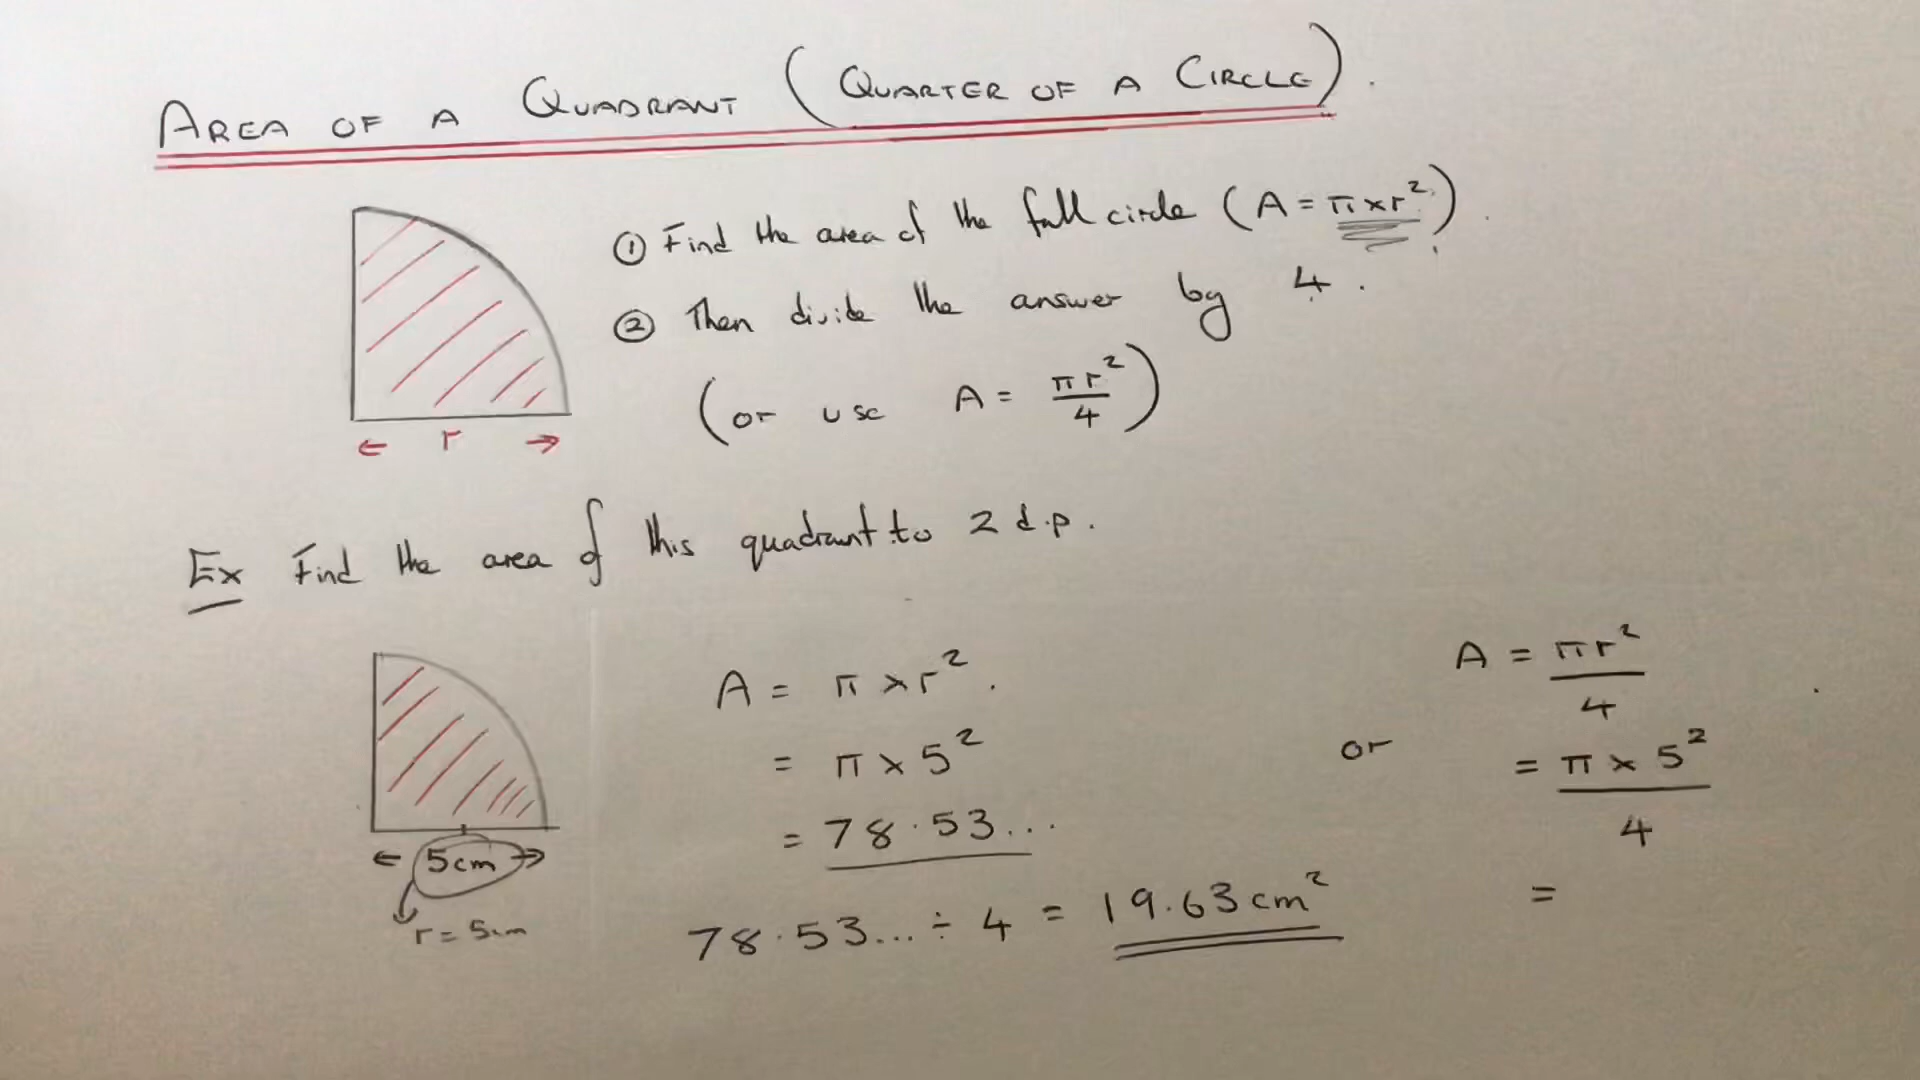 AREA OF A QUADRANT (QUARTER OF A CIRCLE).
① Find the area of the full circle (A = π×r²)
② Then divide the answer by 4.
(or use A = πr²/4)
← r →
Ex Find the area of this quadrant to 2 d.p.
← 5cm →
r = 5cm
A = π × r².
= π × 5²
= 78.53...
78.53... ÷ 4 = 19.63cm²
or
A = πr²/4
= π × 5²/4
=